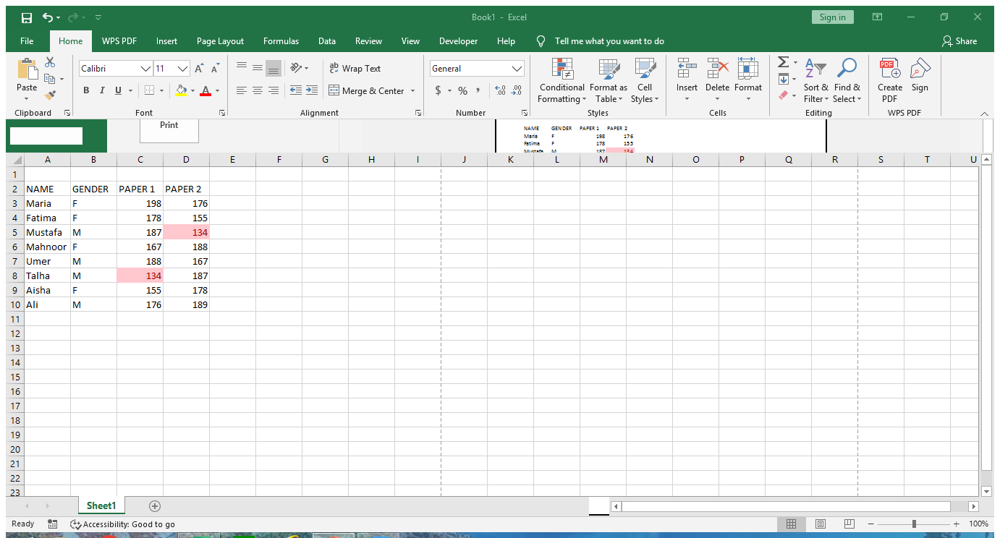 Book1 - Excel
Sign in
File Home WPS PDF Insert Page Layout Formulas Data Review View Developer Help Tell me what you want to do Share
Calibri 11 Wrap Text General
Paste B I U Merge & Center $ % , Conditional Formatting Format as Table Cell Styles Insert Delete Format Sort & Filter Find & Select Create PDF Sign
Clipboard Font Alignment Number Styles Cells Editing WPS PDF
Print
NAME GENDER PAPER 1 PAPER 2
Maria F 198 176
Fatima F 178 155
Mustafa M 187 134
A B C D E F G H I J K L M N O P Q R S T U
1
2 NAME GENDER PAPER 1 PAPER 2
3 Maria F 198 176
4 Fatima F 178 155
5 Mustafa M 187 134
6 Mahnoor F 167 188
7 Umer M 188 167
8 Talha M 134 187
9 Aisha F 155 178
10 Ali M 176 189
11
12
13
14
15
16
17
18
19
20
21
22
23
Sheet1
Ready Accessibility: Good to go 100%